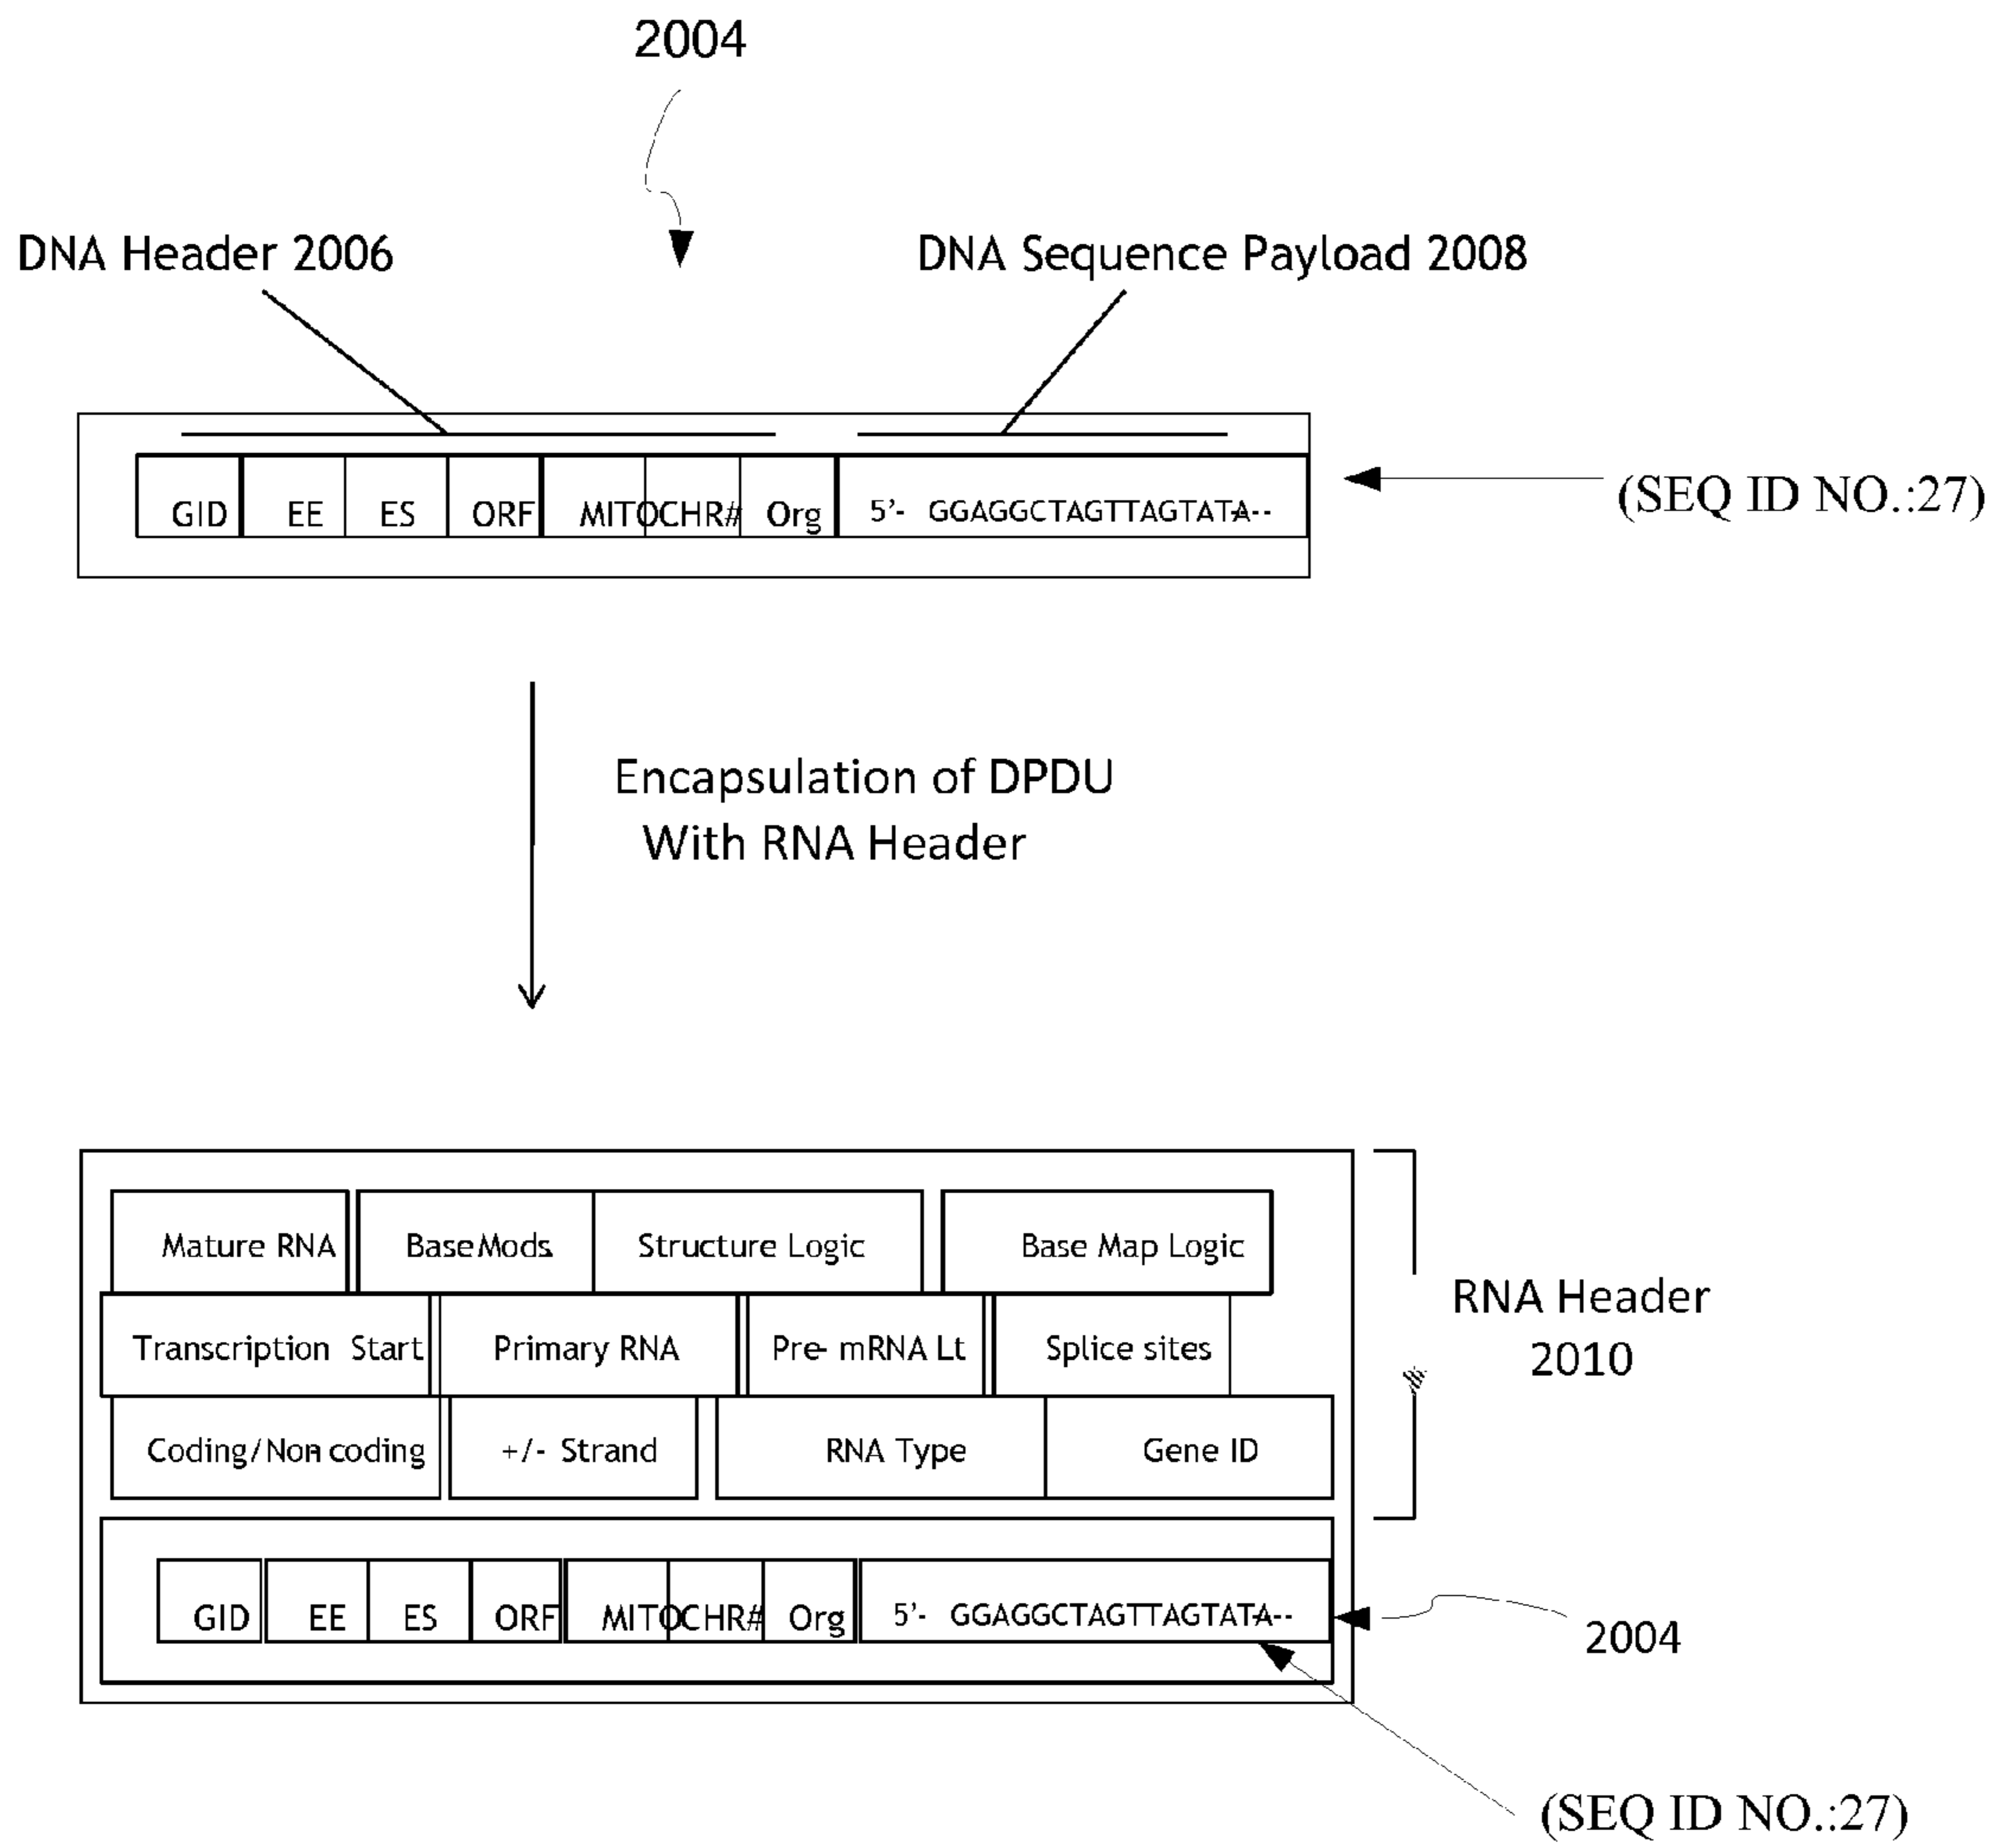 2004
DNA Header 2006 DNA Sequence Payload 2008
GID EE ES ORF MITO CHR# Org 5'- GGAGGCTAGTTAGTATA-- (SEQ ID NO.:27)
Encapsulation of DPDU
With RNA Header
Mature RNA Base Mods Structure Logic Base Map Logic
Transcription Start Primary RNA Pre- mRNA Lt Splice sites
Coding/Non coding +/- Strand RNA Type Gene ID
RNA Header
2010
GID EE ES ORF MITO CHR# Org 5'- GGAGGCTAGTTAGTATA--
2004
(SEQ ID NO.:27)